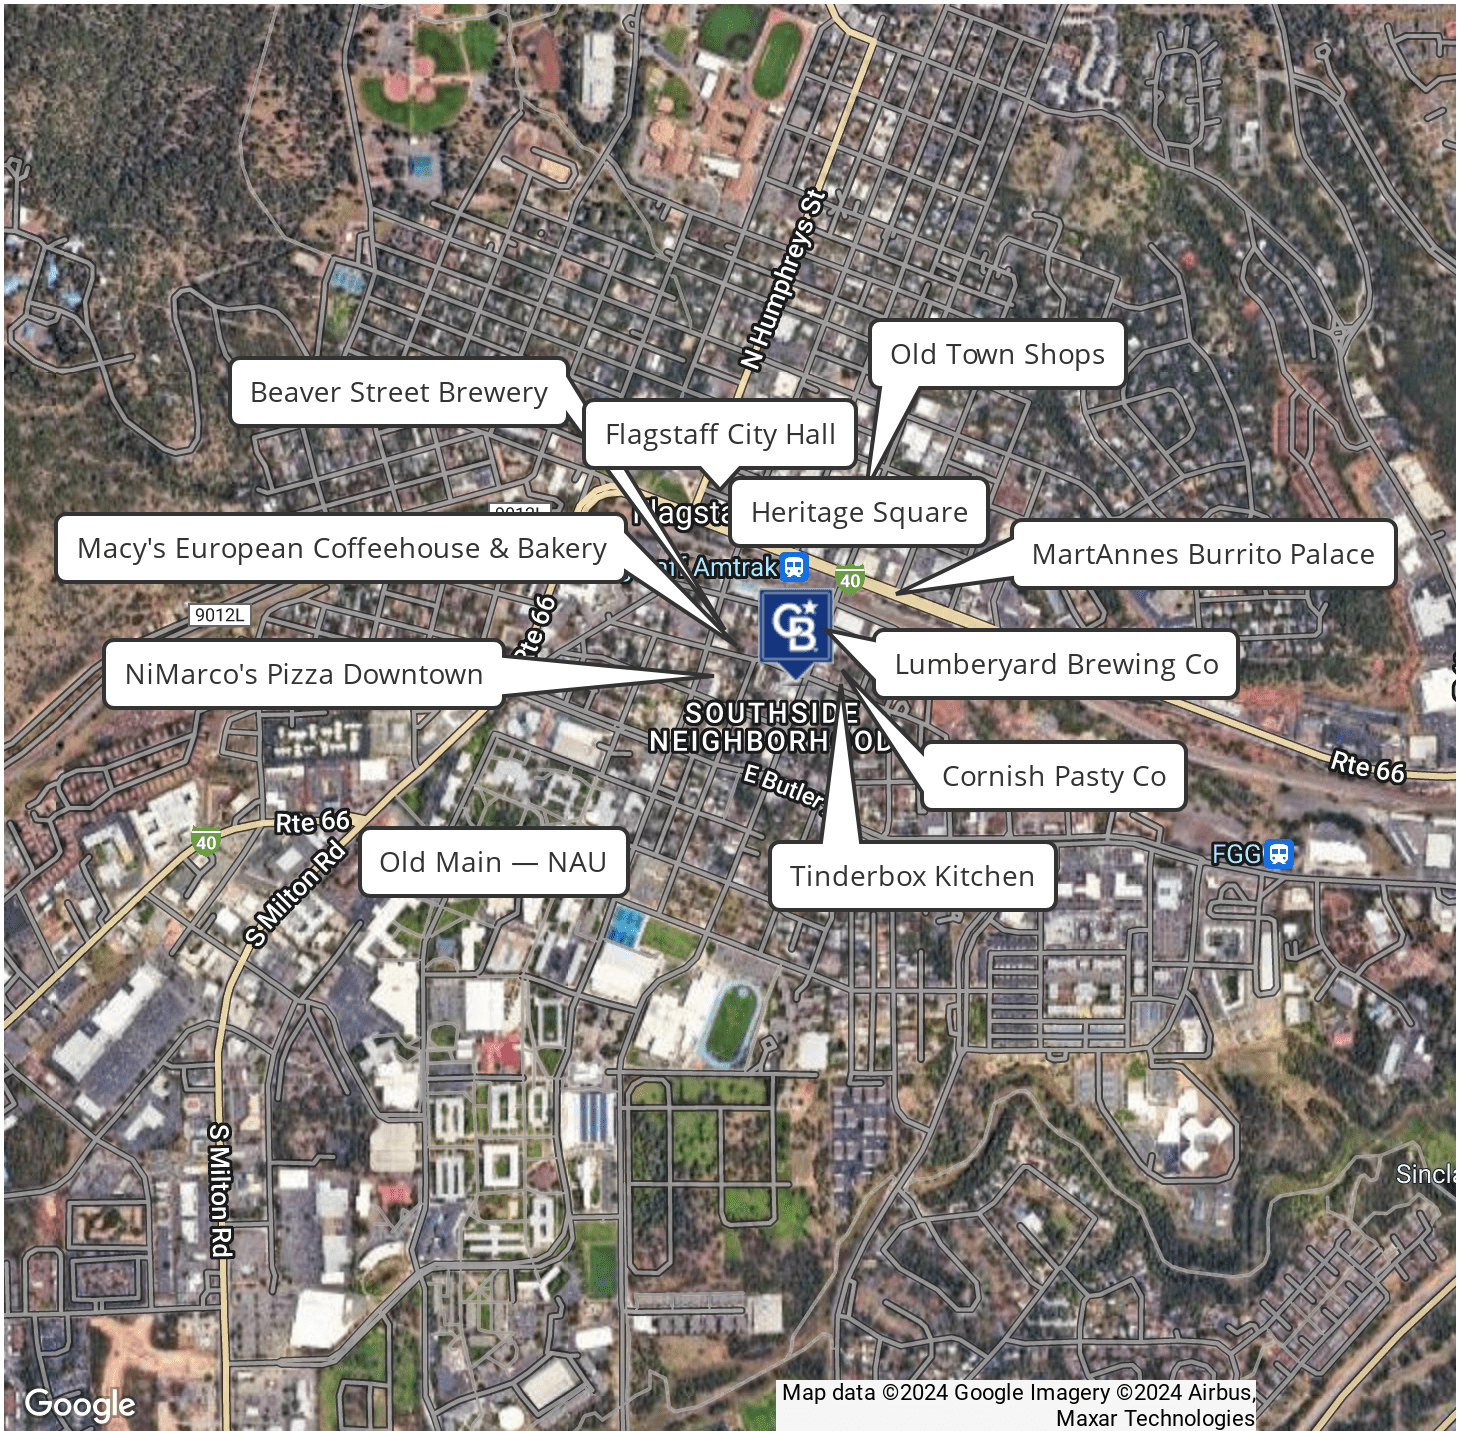 N Humphreys St
Old Town Shops
Beaver Street Brewery
Flagstaff City Hall
Heritage Square
Macy's European Coffeehouse & Bakery
MartAnnes Burrito Palace
Amtrak
40
9012L
Rte 66
CB
Lumberyard Brewing Co
NiMarco's Pizza Downtown
SOUTHSIDE
NEIGHBORHOOD
Cornish Pasty Co
Rte 66
E Butler
Rte 66
40
S Milton Rd
Old Main — NAU
Tinderbox Kitchen
FGG
S Milton Rd
Google
Map data ©2024 Google Imagery ©2024 Airbus,
Maxar Technologies